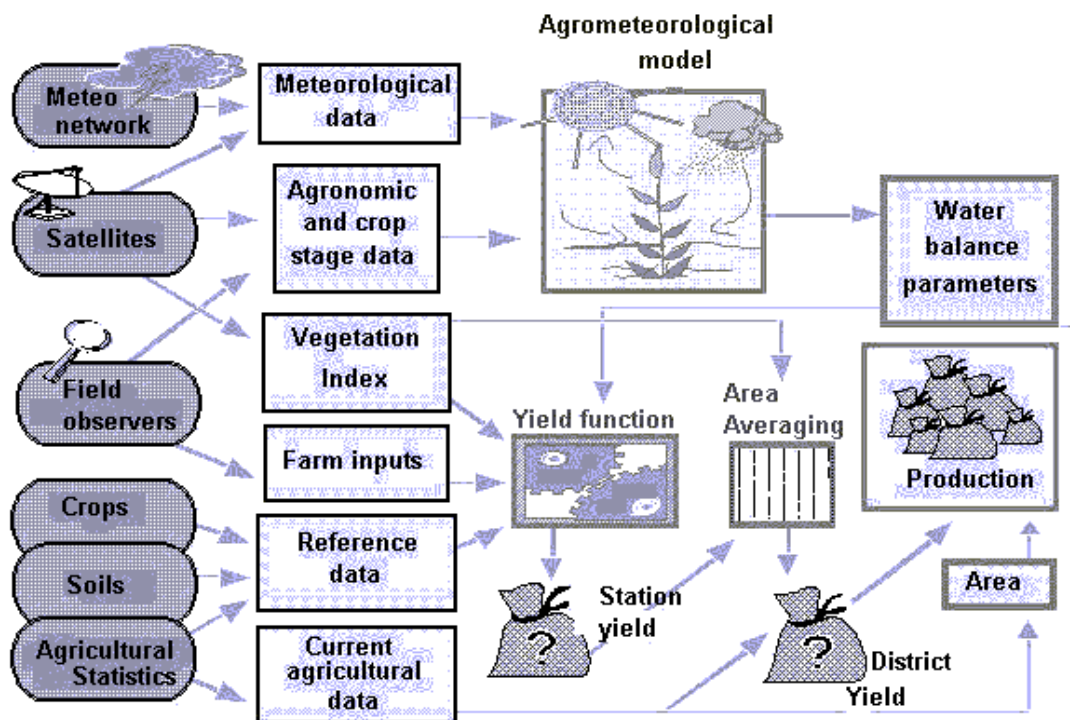 Agrometeorological
model
Meteo
network
Meteorological
data
Satellites
Agronomic
and crop
stage data
Water
balance
parameters
Vegetation
Index
Field
observers
Yield function
Area
Averaging
Farm inputs
Production
Crops
Reference
data
Soils
Area
Station
yield
?
?
Agricultural
Statistics
Current
agricultural
data
District
Yield